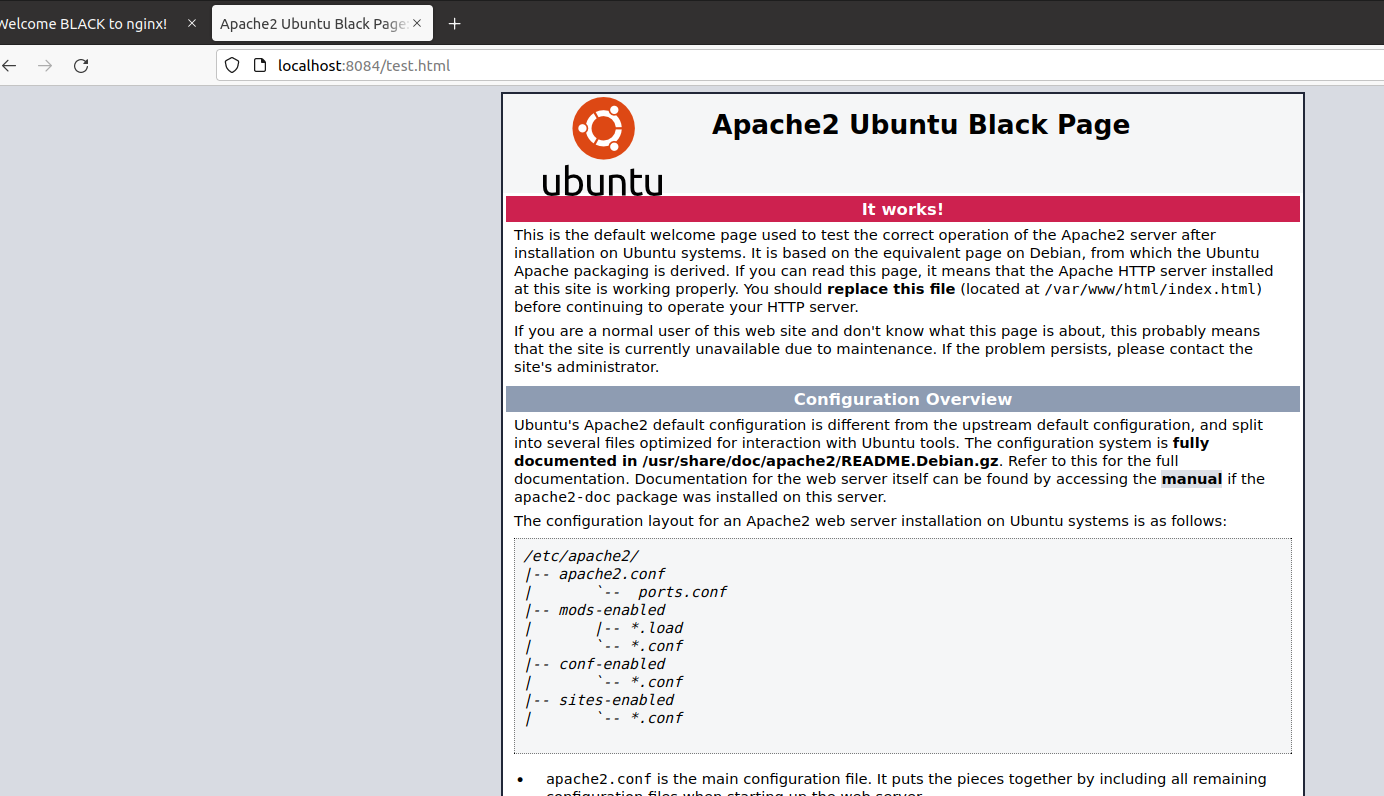 Welcome BLACK to nginx!
Apache2 Ubuntu Black Page
localhost:8084/test.html
ubuntu
Apache2 Ubuntu Black Page
It works!
This is the default welcome page used to test the correct operation of the Apache2 server after
installation on Ubuntu systems. It is based on the equivalent page on Debian, from which the Ubuntu
Apache packaging is derived. If you can read this page, it means that the Apache HTTP server installed
at this site is working properly. You should replace this file (located at /var/www/html/index.html)
before continuing to operate your HTTP server.
If you are a normal user of this web site and don't know what this page is about, this probably means
that the site is currently unavailable due to maintenance. If the problem persists, please contact the
site's administrator.
Configuration Overview
Ubuntu's Apache2 default configuration is different from the upstream default configuration, and split
into several files optimized for interaction with Ubuntu tools. The configuration system is fully
documented in /usr/share/doc/apache2/README.Debian.gz. Refer to this for the full
documentation. Documentation for the web server itself can be found by accessing the manual if the
apache2-doc package was installed on this server.
The configuration layout for an Apache2 web server installation on Ubuntu systems is as follows:
/etc/apache2/
|-- apache2.conf
|       `--  ports.conf
|-- mods-enabled
|       |-- *.load
|       `-- *.conf
|-- conf-enabled
|       `-- *.conf
|-- sites-enabled
|       `-- *.conf
• apache2.conf is the main configuration file. It puts the pieces together by including all remaining
configuration files when starting up the web server.